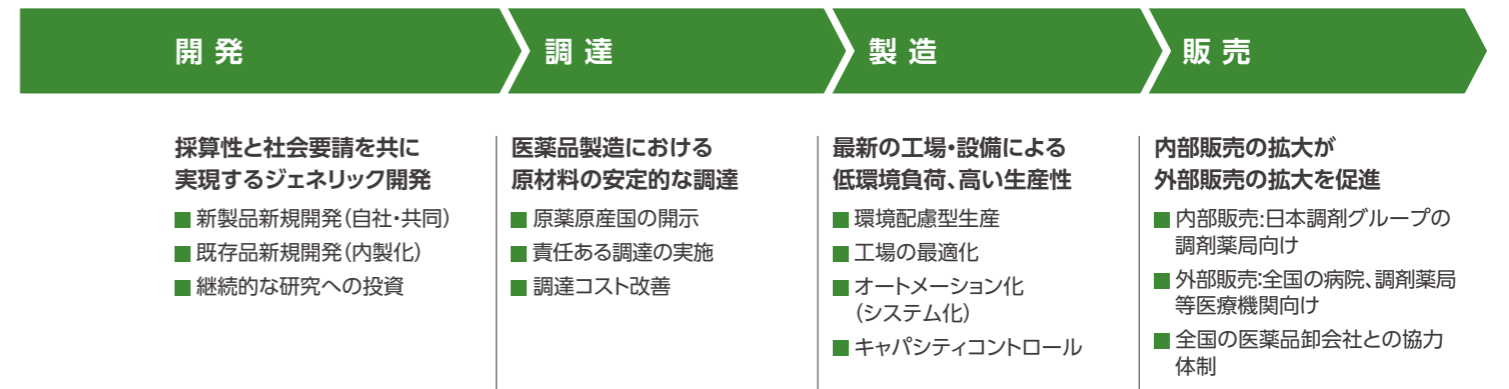 開発
調達
製造
販売
採算性と社会要請を共に
実現するジェネリック開発
■新製品新規開発(自社・共同)
■既存品新規開発(内製化)
■継続的な研究への投資
医薬品製造における
原材料の安定的な調達
■原薬原産国の開示
■責任ある調達の実施
■調達コスト改善
最新の工場・設備による
低環境負荷、高い生産性
■環境配慮型生産
■工場の最適化
■オートメーション化
(システム化)
■キャパシティコントロール
内部販売の拡大が
外部販売の拡大を促進
■内部販売:日本調剤グループの
調剤薬局向け
■外部販売:全国の病院、調剤薬局
等医療機関向け
■全国の医薬品卸会社との協力
体制